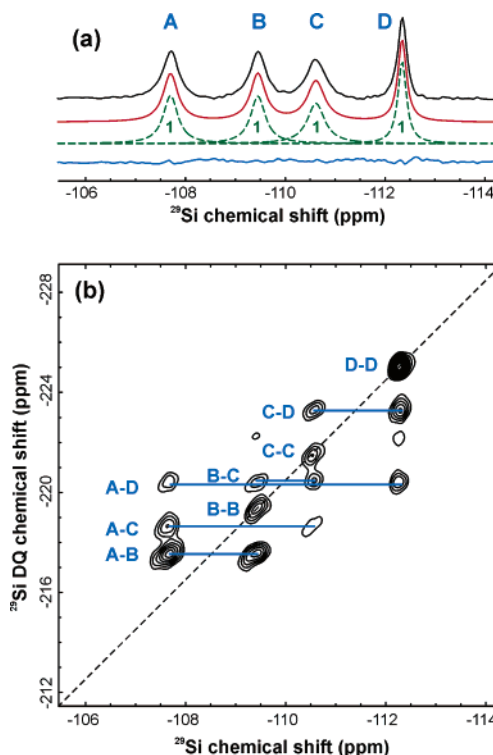 (a) A B C D
1 1 1 1
-106 -108 -110 -112 -114
²⁹Si chemical shift (ppm)
(b)
²⁹Si DQ chemical shift (ppm)
-228
-224
-220
-216
-212
D-D
C-D
C-C
B-C
A-D
B-B
A-C
A-B
-106 -108 -110 -112 -114
²⁹Si chemical shift (ppm)